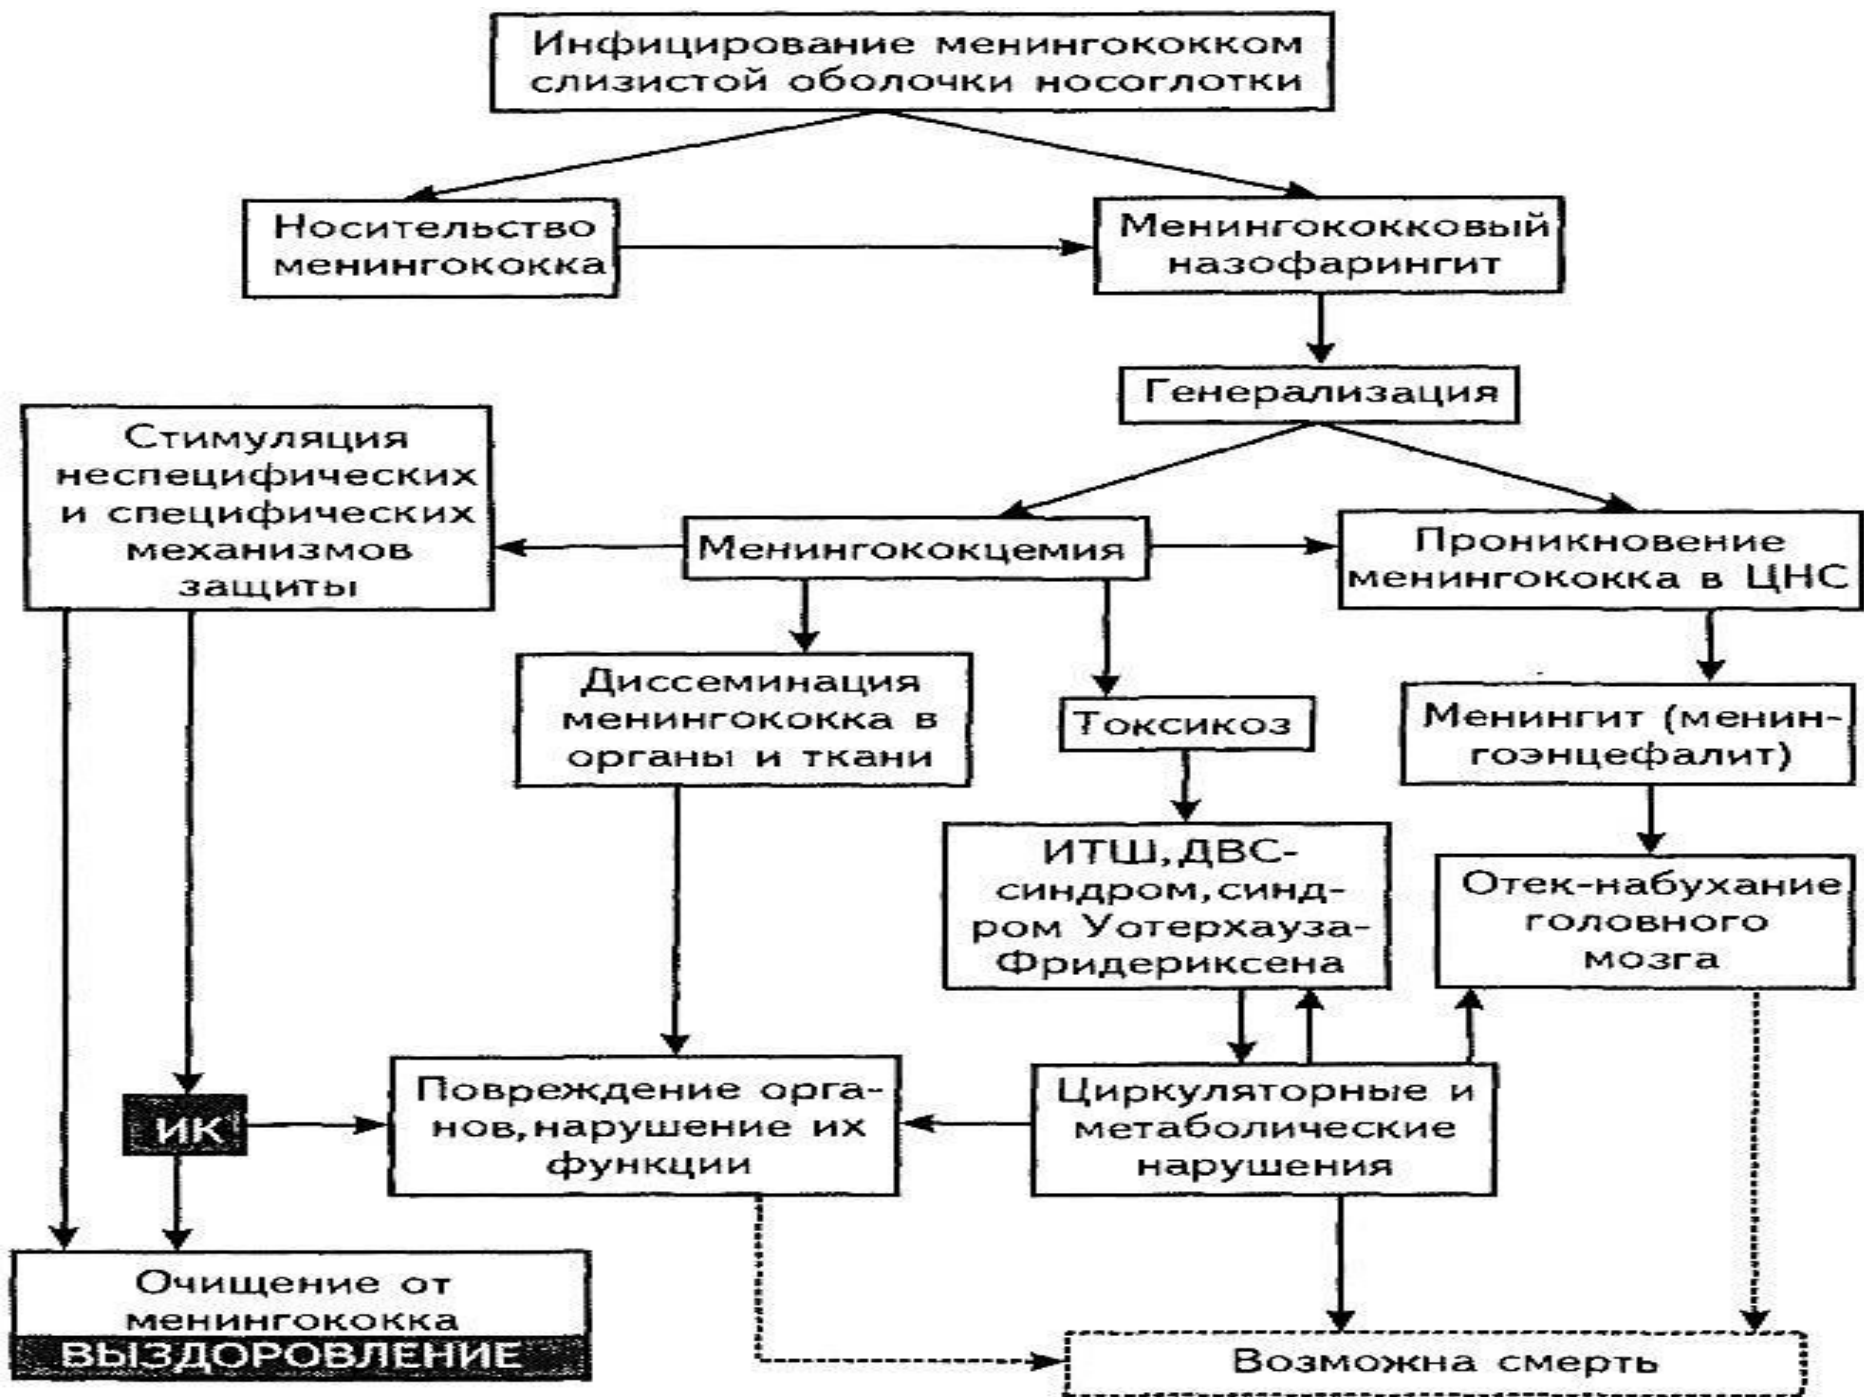 Инфицирование менингококком
слизистой оболочки носоглотки
Носительство
менингококка
Менингококковый
назофарингит
Генерализация
Стимуляция
неспецифических
и специфических
механизмов
защиты
Менингококцемия
Проникновение
менингококка в ЦНС
Диссеминация
менингококка в
органы и ткани
Токсикоз
Менингит (менин-
гоэнцефалит)
ИТШ, ДВС-
синдром, синд-
ром Уотерхауза-
Фридериксена
Отек-набухание
головного
мозга
ИК
Повреждение орга-
нов, нарушение их
функции
Циркуляторные и
метаболические
нарушения
Очищение от
менингококка
ВЫЗДОРОВЛЕНИЕ
Возможна смерть